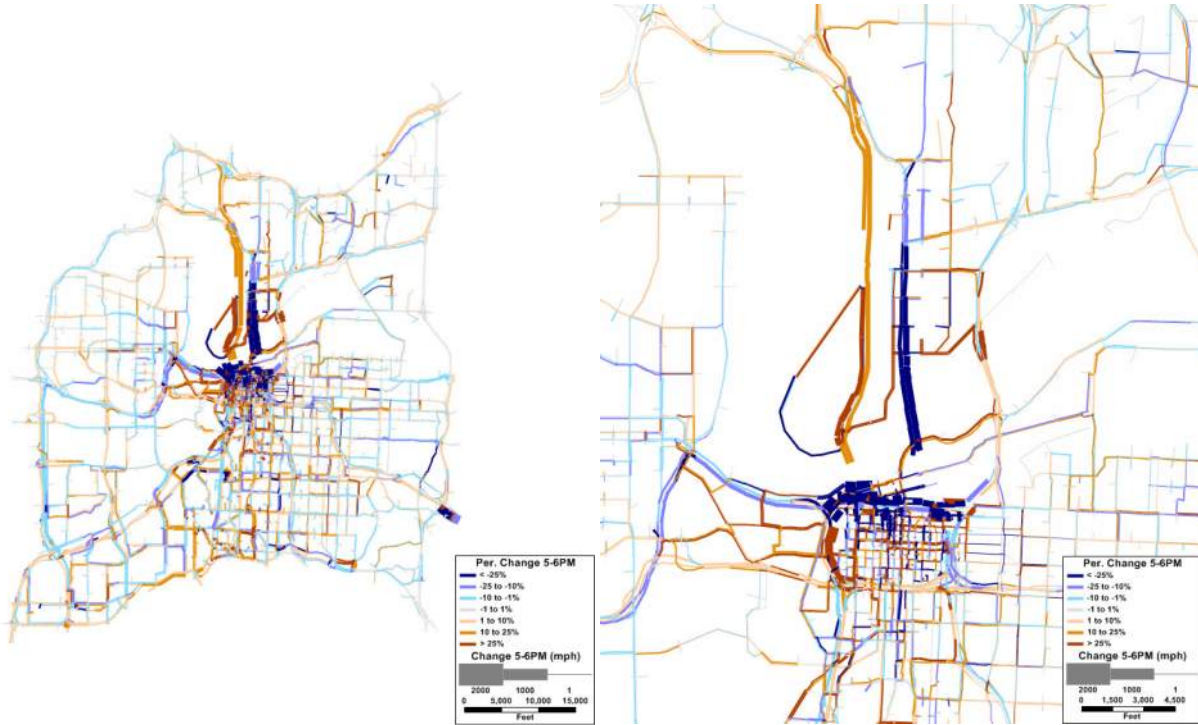 Per. Change 5-6PM
< -25%
-25 to -10%
-10 to -1%
-1 to 1%
1 to 10%
10 to 25%
> 25%
Change 5-6PM (mph)
2000 1000 1
0 5,000 10,000 15,000
Feet
Per. Change 5-6PM
< -25%
-25 to -10%
-10 to -1%
-1 to 1%
1 to 10%
10 to 25%
> 25%
Change 5-6PM (mph)
2000 1000 1
0 1,500 3,000 4,500
Feet